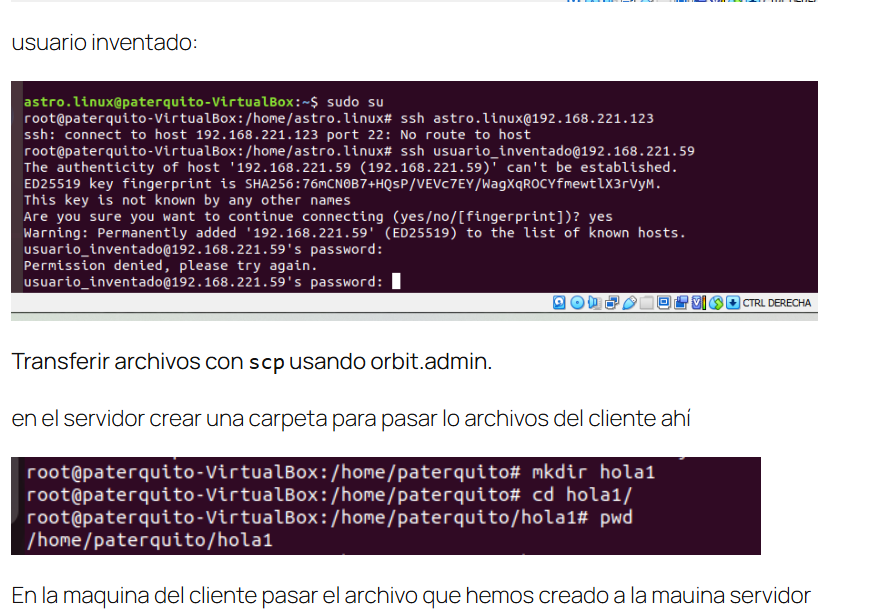 usuario inventado:
astro.linux@paterquito-VirtualBox:~$ sudo su
root@paterquito-VirtualBox:/home/astro.linux# ssh astro.linux@192.168.221.123
ssh: connect to host 192.168.221.123 port 22: No route to host
root@paterquito-VirtualBox:/home/astro.linux# ssh usuario_inventado@192.168.221.59
The authenticity of host '192.168.221.59 (192.168.221.59)' can't be established.
ED25519 key fingerprint is SHA256:76mCN0B7+HQsP/VEVc7EY/WagXqROCYfmewtlX3rVyM.
This key is not known by any other names
Are you sure you want to continue connecting (yes/no/[fingerprint])? yes
Warning: Permanently added '192.168.221.59' (ED25519) to the list of known hosts.
usuario_inventado@192.168.221.59's password:
Permission denied, please try again.
usuario_inventado@192.168.221.59's password:
CTRL DERECHA
Transferir archivos con scp usando orbit.admin.
en el servidor crear una carpeta para pasar lo archivos del cliente ahí
root@paterquito-VirtualBox:/home/paterquito# mkdir hola1
root@paterquito-VirtualBox:/home/paterquito# cd hola1/
root@paterquito-VirtualBox:/home/paterquito/hola1# pwd
/home/paterquito/hola1
En la maquina del cliente pasar el archivo que hemos creado a la mauina servidor